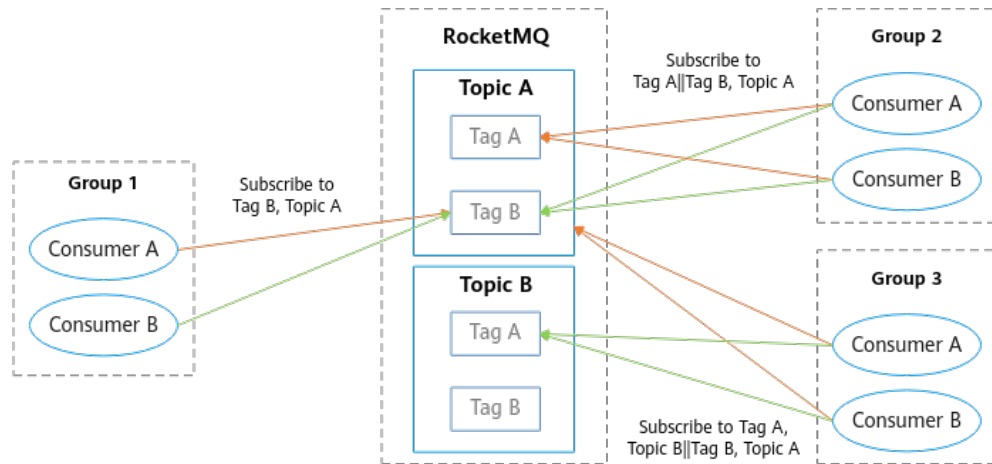 RocketMQ
Group 2
Subscribe to
Tag A||Tag B, Topic A
Topic A
Consumer A
Tag A
Consumer B
Group 1
Subscribe to
Tag B, Topic A
Tag B
Consumer A
Consumer B
Topic B
Group 3
Tag A
Consumer A
Tag B
Consumer B
Subscribe to Tag A,
Topic B||Tag B, Topic A